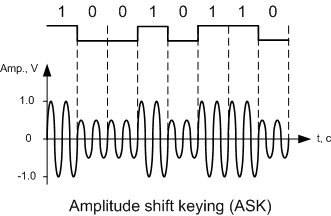 1 0 0 1 0 1 1 0
Amp., V
1.0
0
t, c
-1.0
Amplitude shift keying (ASK)